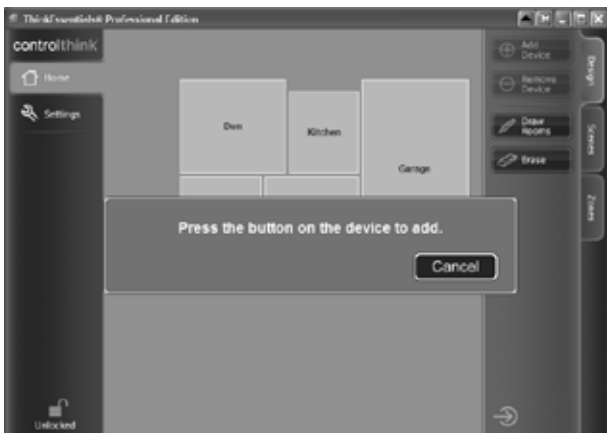 ThinkEssentials® Professional Edition
controlthink
Home
Settings
Den
Kitchen
Garage
Press the button on the device to add.
Cancel
Add
Device
Remove
Device
Draw
Rooms
Erase
Design
Scenes
Zones
Unlocked